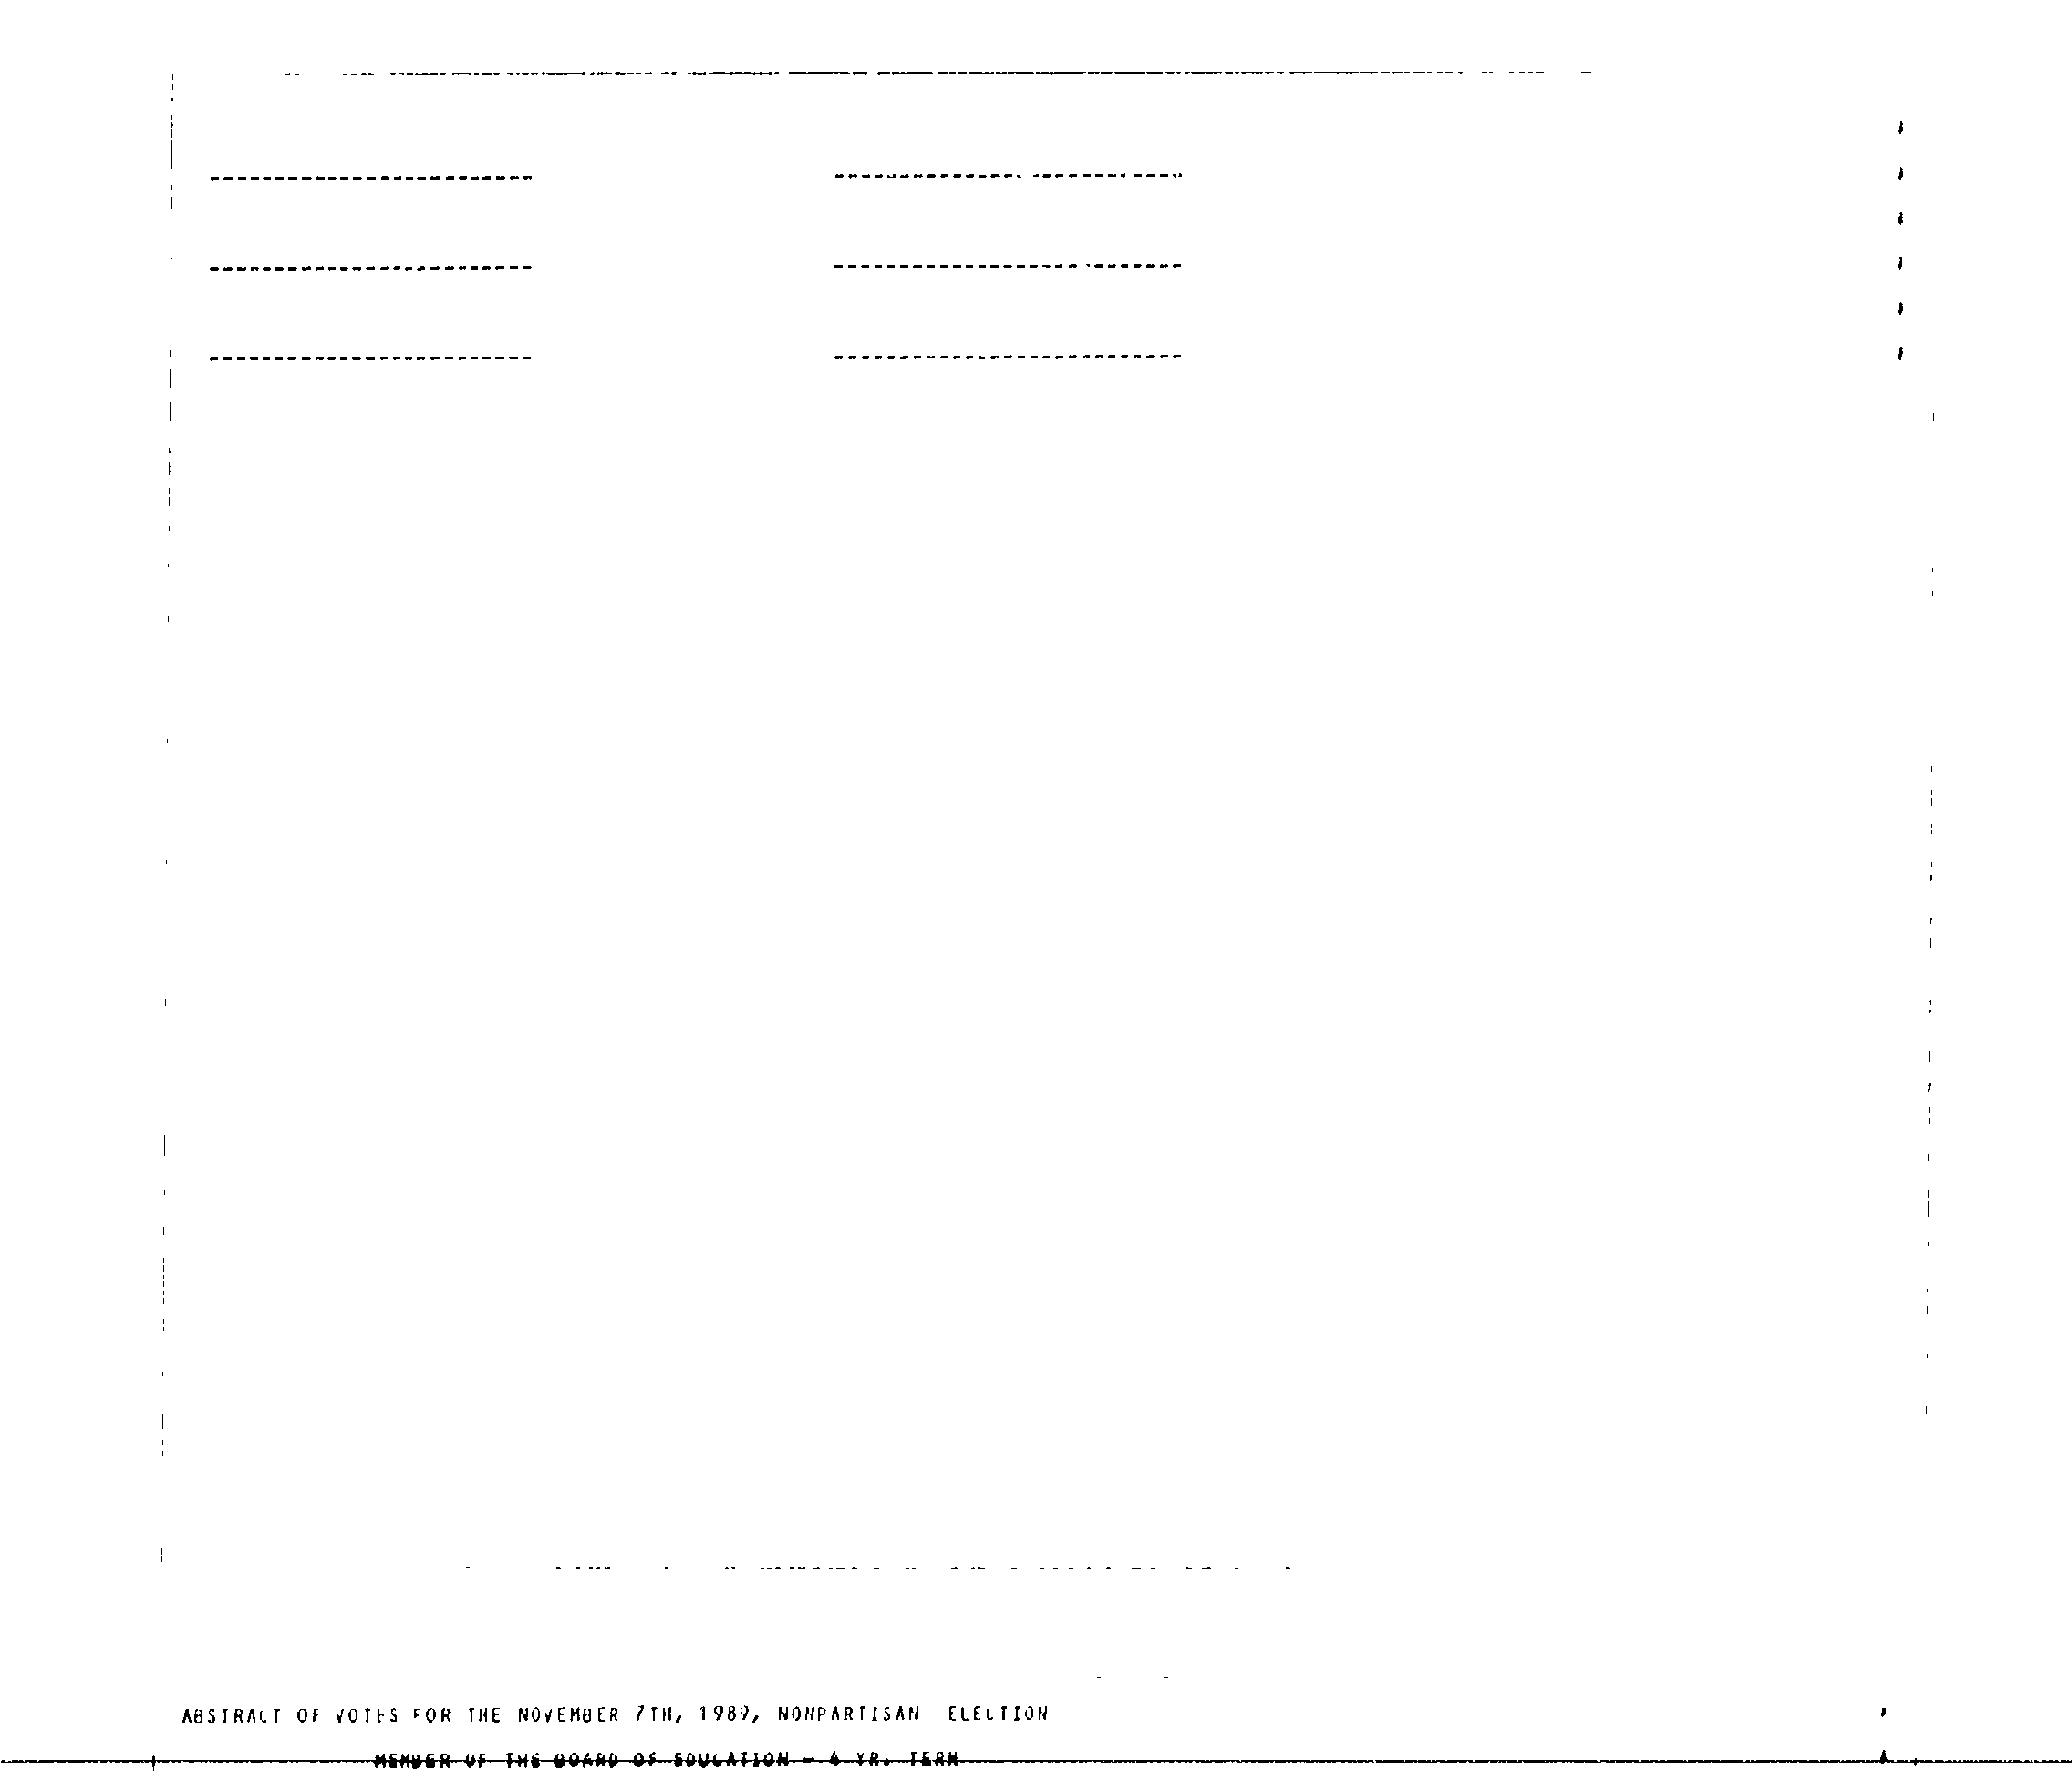 ABSTRACT OF VOTES FOR THE NOVEMBER 7TH, 1989, NONPARTISAN ELECTION
MEMBER OF THE BOARD OF EDUCATION - 4 YR. TERM